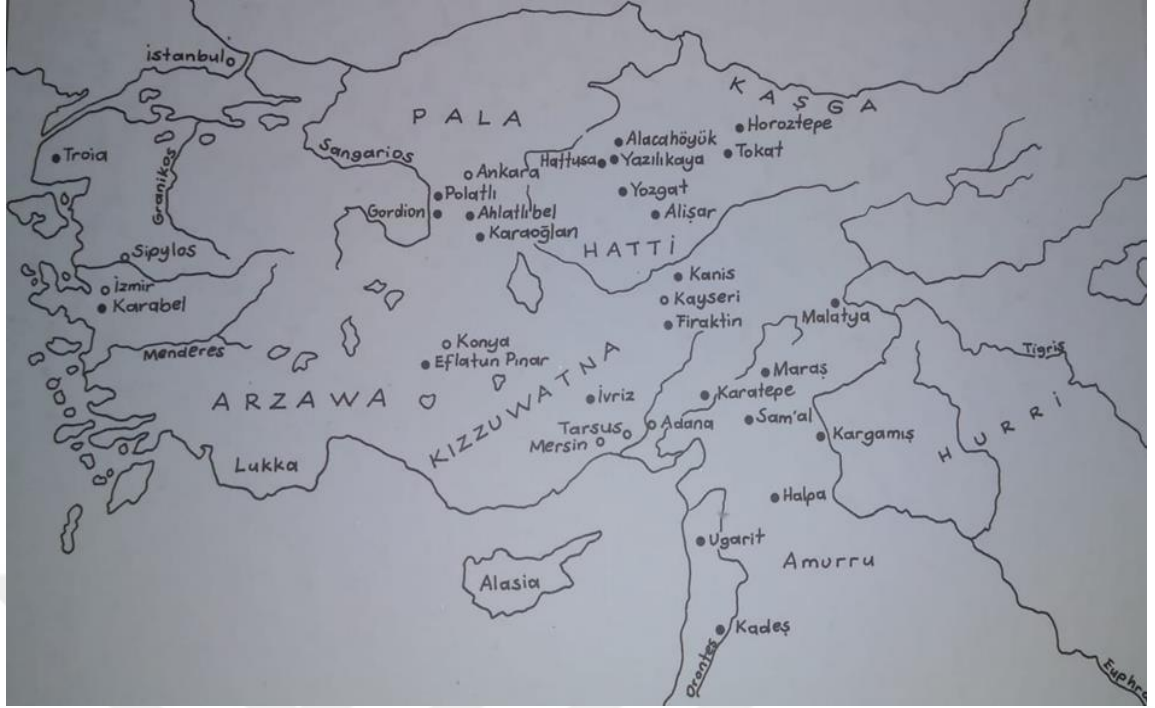 İstanbul
KAŞGA
PALA
Horoztepe
Alacahöyük
Troia
Sangarios
Hattusa
Yazılıkaya
Tokat
Ankara
Granikos
Polatlı
Yozgat
Gordion
Ahlatlıbel
Alişar
Karaoğlan
HATTİ
Sipylos
Kanis
İzmir
Kayseri
Karabel
Firaktin
Malatya
Menderes
Konya
Tigris
Eflatun Pınar
Maraş
ARZAWA
KIZZUWATNA
İvriz
Karatepe
HURRİ
Sam'al
Tarsus
Adana
Kargamış
Mersin
Lukka
Halpa
Ugarit
Amurru
Alasia
Kadeş
Orontes
Euphra